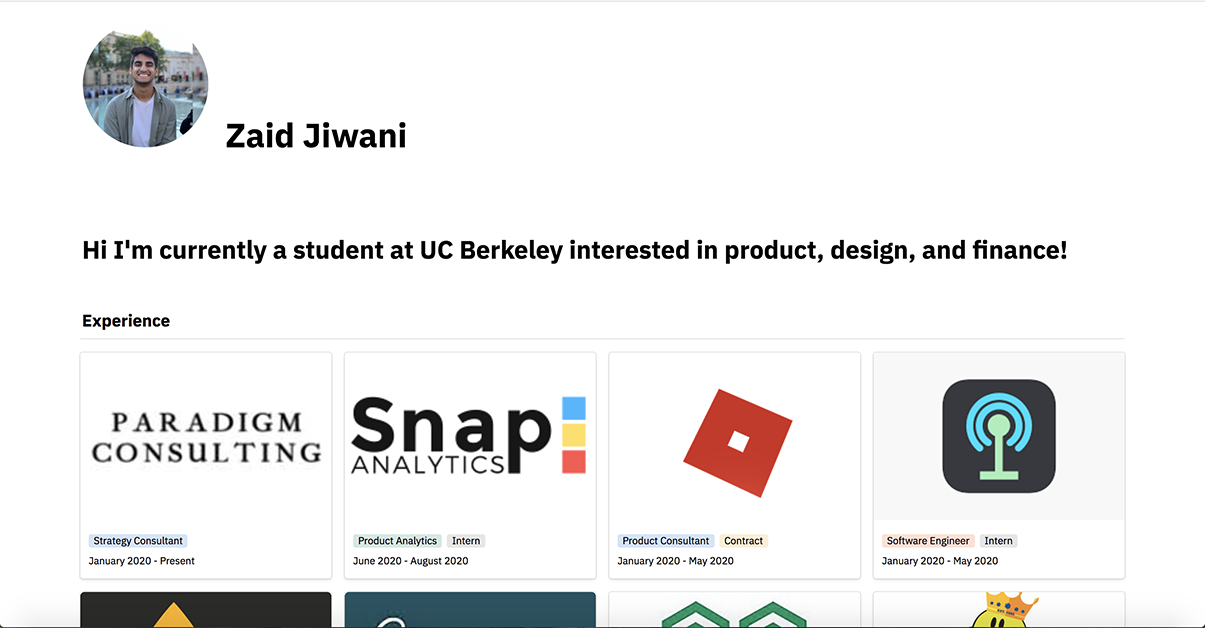 Zaid Jiwani
Hi I'm currently a student at UC Berkeley interested in product, design, and finance!
Experience
PARADIGM
CONSULTING
Snap
ANALYTICS
Strategy Consultant
January 2020 - Present
Product Analytics Intern
June 2020 - August 2020
Product Consultant Contract
January 2020 - May 2020
Software Engineer Intern
January 2020 - May 2020